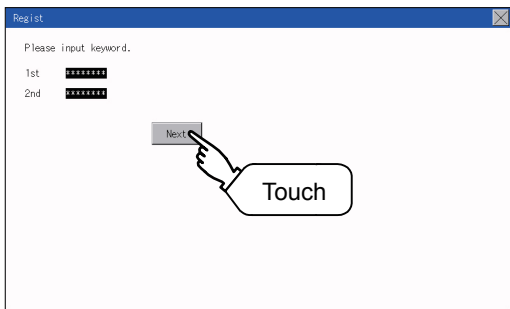 Regist
Please input keyword.
1st ********
2nd ********
Next
Touch